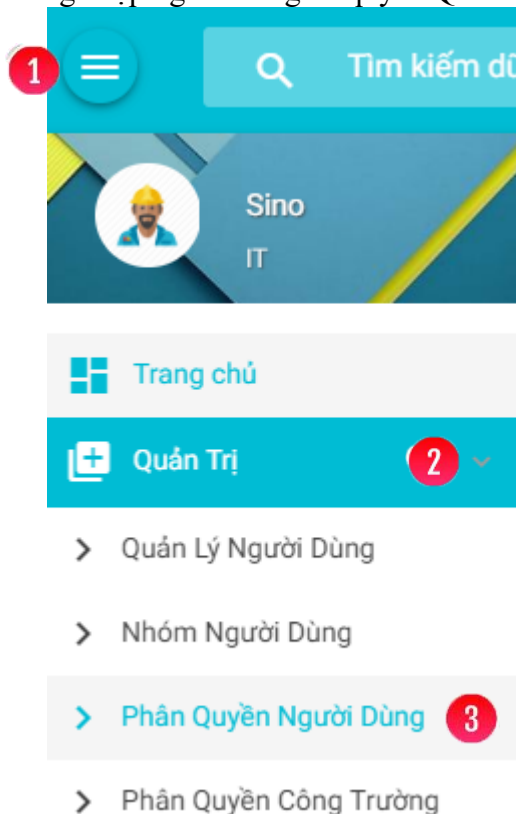 1
Tìm kiếm dữ
Sino
IT
Trang chủ
Quản Trị 2
Quản Lý Người Dùng
Nhóm Người Dùng
Phân Quyền Người Dùng 3
Phân Quyền Công Trường